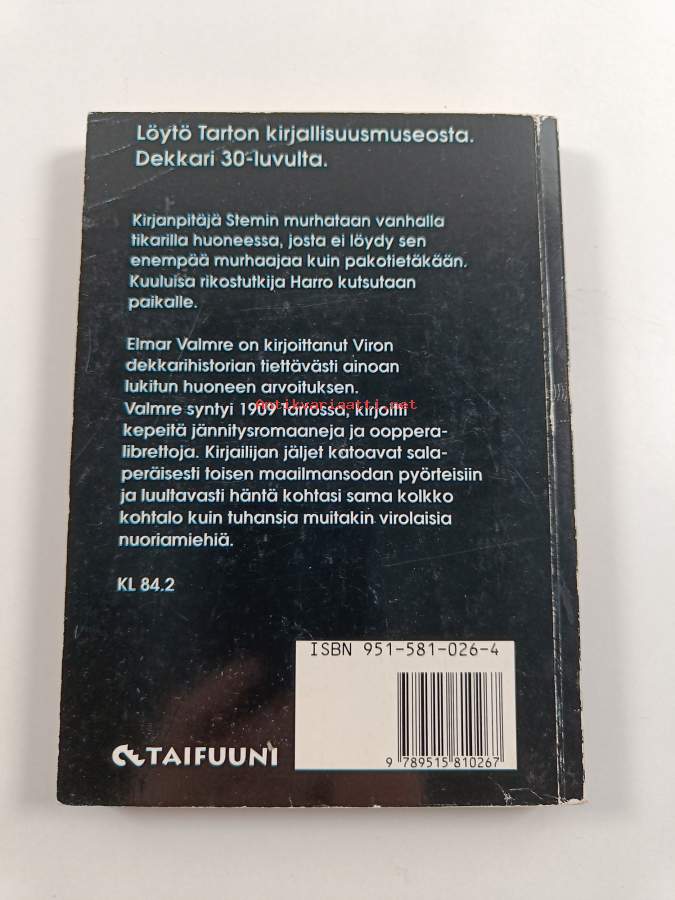 Löytö Tarton kirjallisuusmuseosta.
Dekkari 30-luvulta.
Kirjanpitäjä Stemin murhataan vanhalla
tikarilla huoneessa, josta ei löydy sen
enempää murhaajaa kuin pakotietäkään.
Kuuluisa rikostutkija Harro kutsutaan
paikalle.
Elmar Valmre on kirjoittanut Viron
dekkarihistorian tiettävästi ainoan
lukitun huoneen arvoituksen.
Antikvariaatti.net
Valmre syntyi 1909 Tartossa, kirjoitti
kepeitä jännitysromaaneja ja ooppera-
librettoja. Kirjailijan jäljet katoavat sala-
peräisesti toisen maailmansodan pyörteisiin
ja luultavasti häntä kohtasi sama kolkko
kohtalo kuin tuhansia muitakin virolaisia
nuoriamiehiä.
KL 84.2
ISBN 951-581-026-4
9 789515 810267
TAIFUUNI